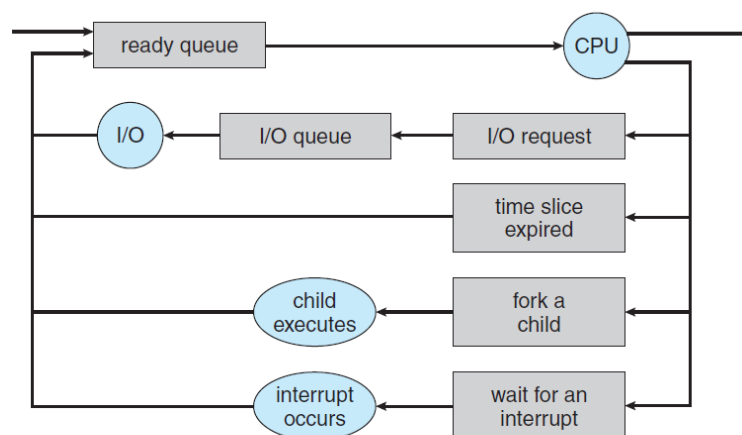 ready queue
CPU
I/O
I/O queue
I/O request
time slice
expired
child
executes
fork a
child
interrupt
occurs
wait for an
interrupt